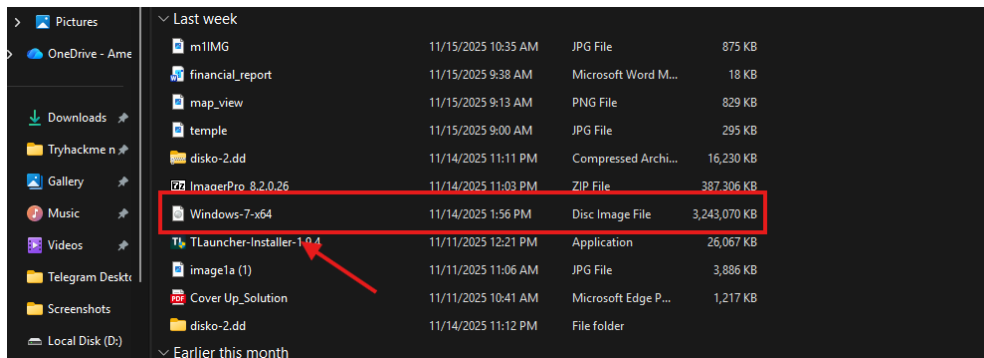 Pictures
OneDrive - Ame
Downloads
Tryhackme n
Gallery
Music
Videos
Telegram Deskto
Screenshots
Local Disk (D:)
Last week
m1IMG 11/15/2025 10:35 AM JPG File 875 KB
financial_report 11/15/2025 9:38 AM Microsoft Word M... 18 KB
map_view 11/15/2025 9:13 AM PNG File 829 KB
temple 11/15/2025 9:00 AM JPG File 295 KB
disko-2.dd 11/14/2025 11:11 PM Compressed Archi... 16,230 KB
ImagerPro_8.2.0.26 11/14/2025 11:03 PM ZIP File 387,306 KB
Windows-7-x64 11/14/2025 1:56 PM Disc Image File 3,243,070 KB
TL TLauncher-Installer-1.0.4 11/11/2025 12:21 PM Application 26,067 KB
image1a (1) 11/11/2025 11:06 AM JPG File 3,886 KB
PDF Cover Up_Solution 11/11/2025 10:41 AM Microsoft Edge P... 1,217 KB
disko-2.dd 11/14/2025 11:12 PM File folder
Earlier this month